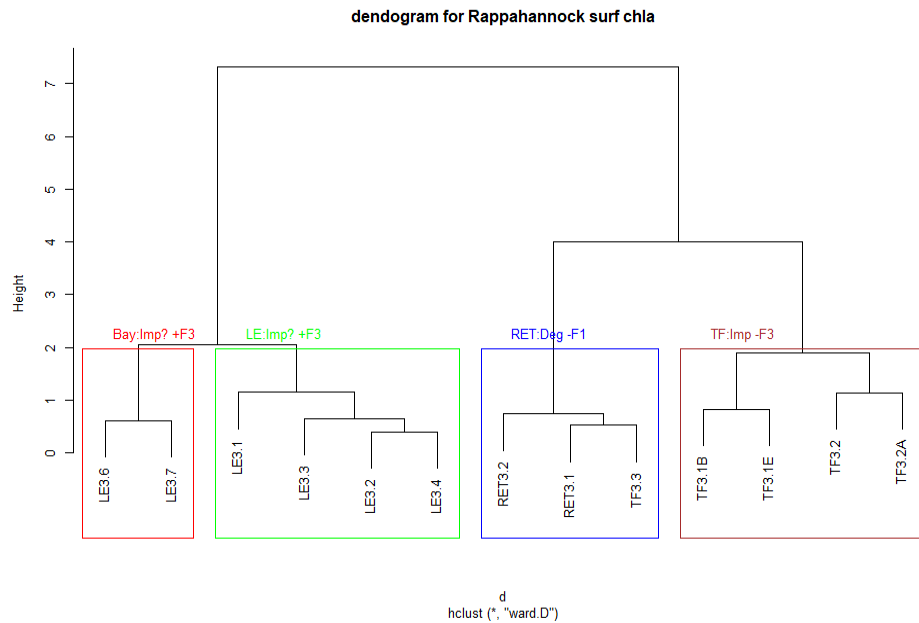 dendogram for Rappahannock surf chla
Height
7
6
5
4
3
2
1
0
Bay:Imp? +F3
LE:Imp? +F3
RET:Deg -F1
TF:Imp -F3
LE3.6
LE3.7
LE3.1
LE3.3
LE3.2
LE3.4
RET3.2
RET3.1
TF3.3
TF3.1B
TF3.1E
TF3.2
TF3.2A
d
hclust (*, "ward.D")